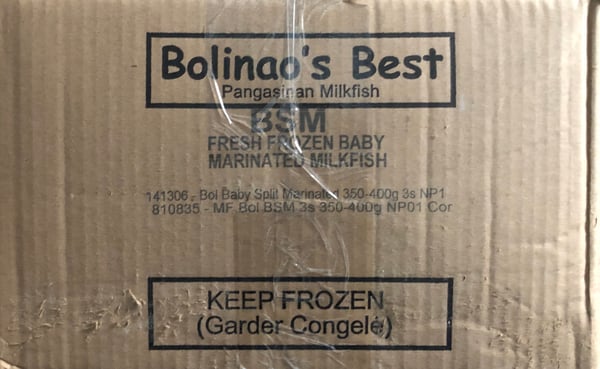 Bolinao's Best
Pangasinan Milkfish
BSM
FRESH FROZEN BABY
MARINATED MILKFISH
141306 - Bol Baby Split Marinated 350-400g 3s NP1
810835 - MF Bol BSM 3s 350-400g NP01 Cor
KEEP FROZEN
(Garder Congelé)